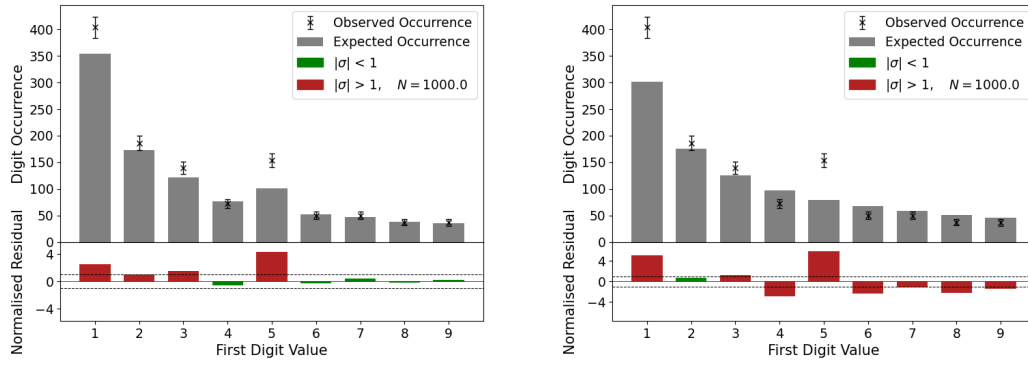 Digit Occurrence
Normalised Residual
400
350
300
250
200
150
100
50
0
4
0
−4
× Observed Occurrence
Expected Occurrence
|σ| < 1
|σ| > 1, N = 1000.0
1 2 3 4 5 6 7 8 9
First Digit Value
Digit Occurrence
Normalised Residual
400
350
300
250
200
150
100
50
0
4
0
−4
Observed Occurrence
Expected Occurrence
|σ| < 1
|σ| > 1, N = 1000.0
1 2 3 4 5 6 7 8 9
First Digit Value